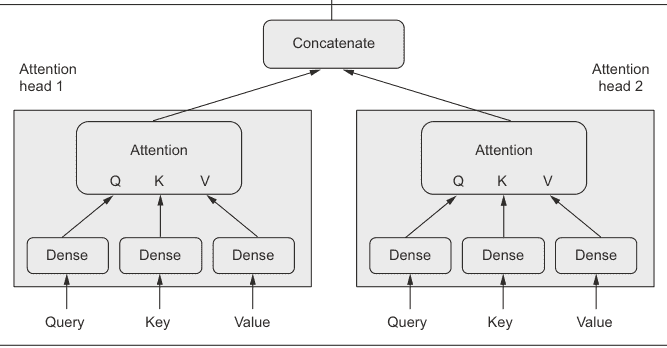 Concatenate
Attention
head 1
Attention
head 2
Attention
Q K V
Attention
Q K V
Dense Dense Dense
Dense Dense Dense
Query Key Value
Query Key Value